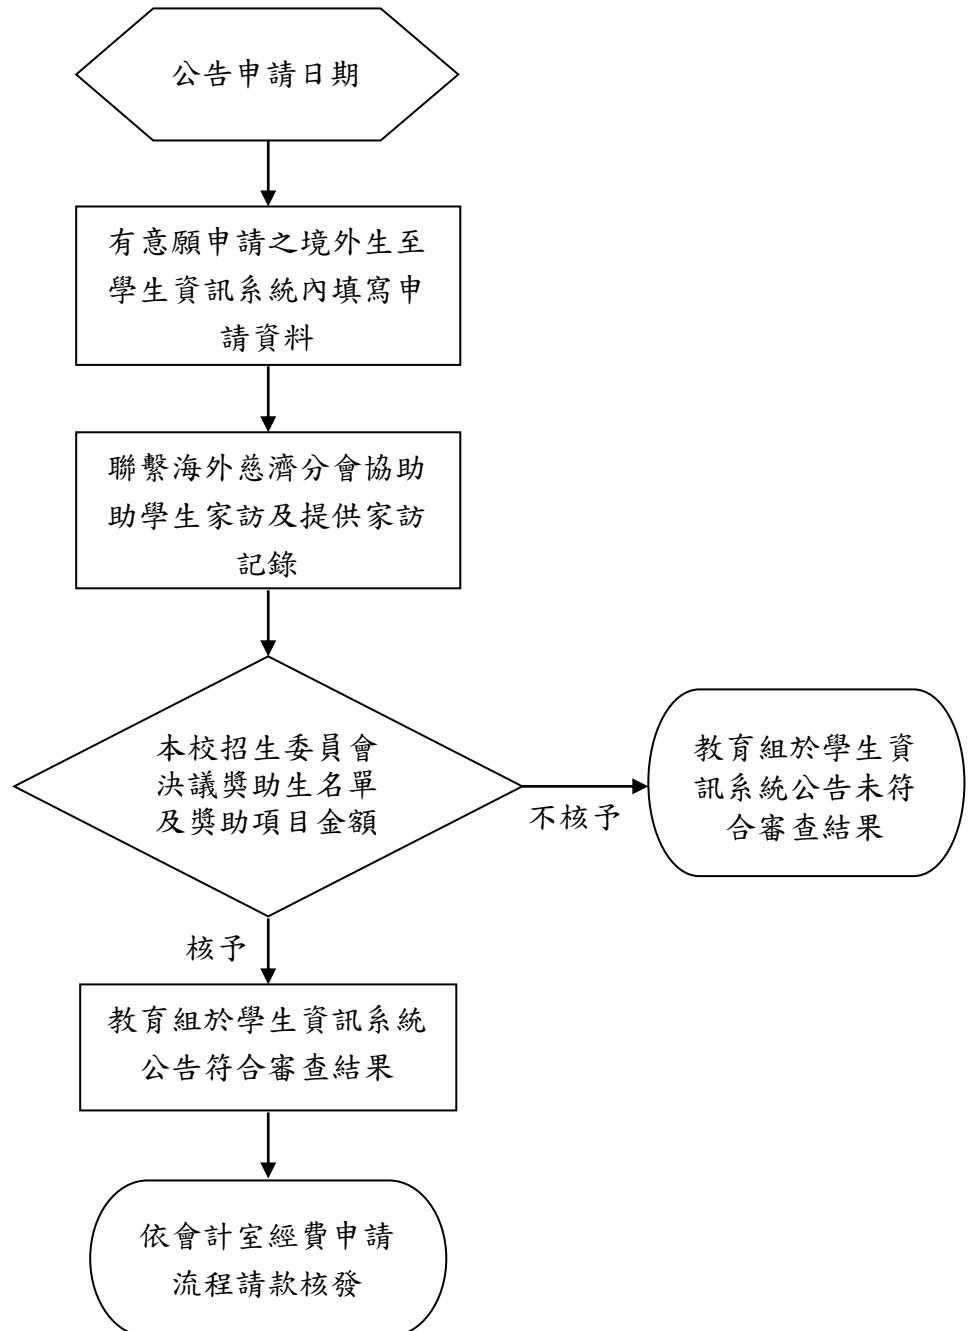 公告申請日期
有意願申請之境外生至
學生資訊系統內填寫申
請資料
聯繫海外慈濟分會協助
助學生家訪及提供家訪
記錄
本校招生委員會
決議獎助生名單
及獎助項目金額
不核予
教育組於學生資
訊系統公告未符
合審查結果
核予
教育組於學生資訊系統
公告符合審查結果
依會計室經費申請
流程請款核發